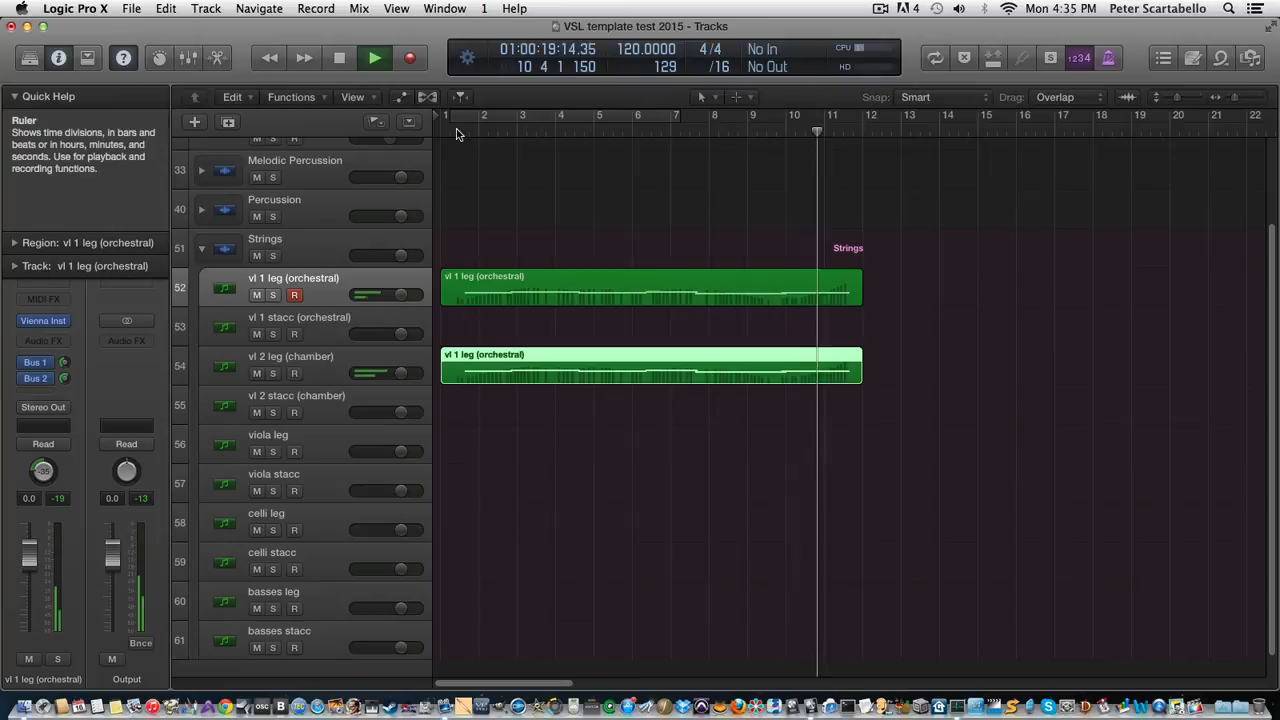 Logic Pro X File Edit Track Navigate Record Mix View Window 1 Help
4 Mon 4:35 PM Peter Scartabello
VSL template test 2015 - Tracks
01:00:19:14.35 120.0000 4/4 No In CPU
10 4 1 150 129 /16 No Out HD
1234
Quick Help
Edit Functions View Snap: Smart Drag: Overlap
Ruler
Shows time divisions, in bars and
beats or in hours, minutes, and
seconds. Use for playback and
recording functions.
1 2 3 4 5 6 7 8 9 10 11 12 13 14 15 16 17 18 19 20 21 22
33 Melodic Percussion
M S
40 Percussion
M S
Region: vl 1 leg (orchestral)
Track: vl 1 leg (orchestral)
51 Strings
M S
Strings
52 vl 1 leg (orchestral)
M S R
vl 1 leg (orchestral)
53 vl 1 stacc (orchestral)
M S R
54 vl 2 leg (chamber)
M S R
vl 1 leg (orchestral)
55 vl 2 stacc (chamber)
M S R
56 viola leg
M S R
57 viola stacc
M S R
58 celli leg
M S R
59 celli stacc
M S R
60 basses leg
M S R
61 basses stacc
M S R
MIDI FX
Vienna Inst
Audio FX Audio FX
Bus 1
Bus 2
Stereo Out
Read Read
-35
0.0 -19 0.0 -13
Bnce
M S M
vl 1 leg (orchestral) Output